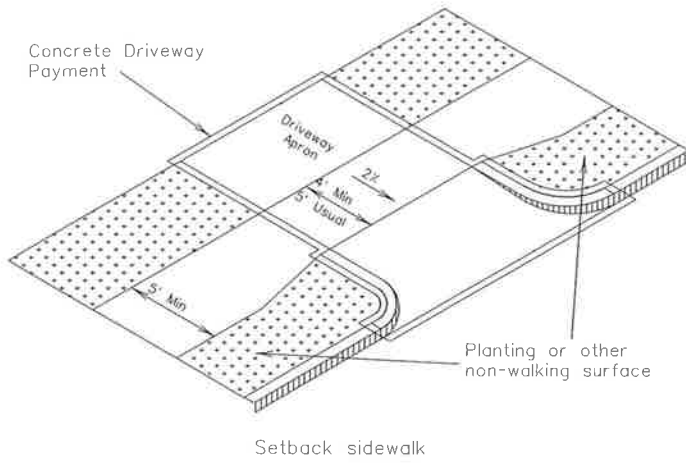 Concrete Driveway
Payment
Driveway
Apron
2%
4' Min
5' Usual
5' Min
Planting or other
non-walking surface
Setback sidewalk